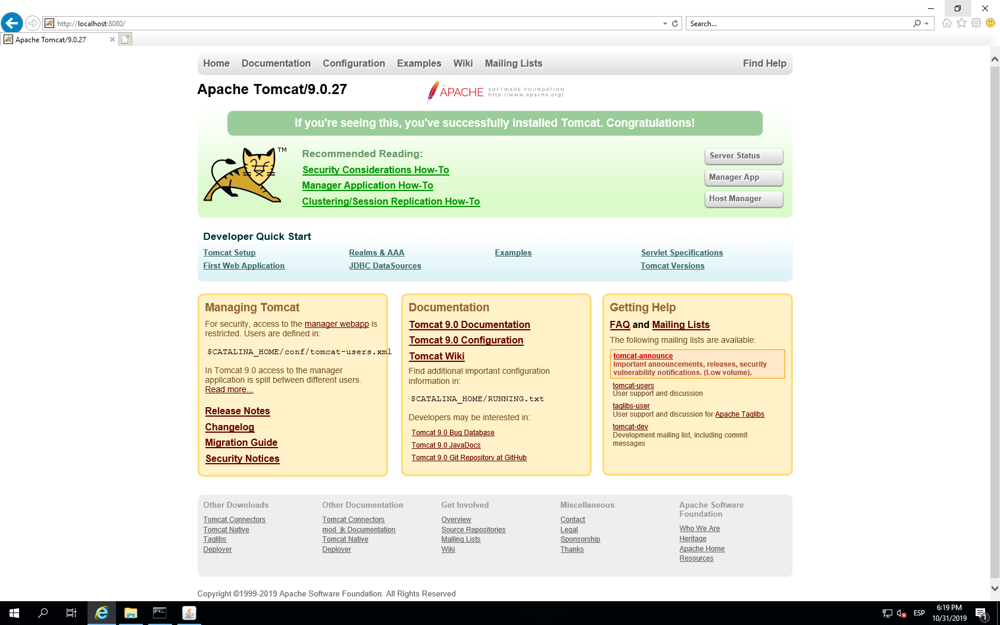 http://localhost:8080/
Search...
Apache Tomcat/9.0.27
Home Documentation Configuration Examples Wiki Mailing Lists Find Help
Apache Tomcat/9.0.27
THE APACHE SOFTWARE FOUNDATION
http://www.apache.org/
If you're seeing this, you've successfully installed Tomcat. Congratulations!
TM
Recommended Reading:
Security Considerations How-To
Manager Application How-To
Clustering/Session Replication How-To
Server Status
Manager App
Host Manager
Developer Quick Start
Tomcat Setup
First Web Application
Realms & AAA
JDBC DataSources
Examples
Servlet Specifications
Tomcat Versions
Managing Tomcat
For security, access to the manager webapp is
restricted. Users are defined in:
$CATALINA_HOME/conf/tomcat-users.xml
In Tomcat 9.0 access to the manager
application is split between different users.
Read more...
Release Notes
Changelog
Migration Guide
Security Notices
Documentation
Tomcat 9.0 Documentation
Tomcat 9.0 Configuration
Tomcat Wiki
Find additional important configuration
information in:
$CATALINA_HOME/RUNNING.txt
Developers may be interested in:
Tomcat 9.0 Bug Database
Tomcat 9.0 JavaDocs
Tomcat 9.0 Git Repository at GitHub
Getting Help
FAQ and Mailing Lists
The following mailing lists are available:
tomcat-announce
Important announcements, releases, security
vulnerability notifications. (Low volume).
tomcat-users
User support and discussion
taglibs-user
User support and discussion for Apache Taglibs
tomcat-dev
Development mailing list, including commit
messages
Other Downloads
Tomcat Connectors
Tomcat Native
Taglibs
Deployer
Other Documentation
Tomcat Connectors
mod_jk Documentation
Tomcat Native
Deployer
Get Involved
Overview
Source Repositories
Mailing Lists
Wiki
Miscellaneous
Contact
Legal
Sponsorship
Thanks
Apache Software
Foundation
Who We Are
Heritage
Apache Home
Resources
Copyright ©1999-2019 Apache Software Foundation. All Rights Reserved
ESP
6:19 PM
10/31/2019
1